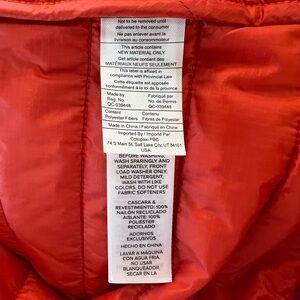 Not to be removed until
delivered to the consumer
Ne pas enlever avant la
livraison au consommateur
This article contains
NEW MATERIAL ONLY
Cet article contient des
MATÉRIAUX NEUFS SEULEMENT
This label is affixed in
compliance with Provincial Law
Cette étiquette est apposée
conformément à la loi de la province
Made by Fabriqué par
Reg. No. No de Permis
QC-039448 QC-039448
Content Contenu
Polyester Fibers Fibres de Polyester
Made in China / Fabriqué en Chine
Imported By / Importé Par
Cotopaxi PBC
74 S Main St, Salt Lake City, UT 84101
USA
BEFORE WASHING,
WASH SPARINGLY AND
SEPARATELY, FRONT
LOAD WASHER ONLY.
MILD DETERGENT,
WASH WITH LIKE
COLORS, DO NOT USE
FABRIC SOFTENERS
CASCARA &
REVESTIMIENTO: 100%
NAILON RECICLADO
AISLANTE: 100%
POLIÉSTER
RECICLADO
ADORNOS
EXCLUSIVOS
HECHO EN CHINA
LAVAR A MÁQUINA
CON AGUA FRÍA,
NO USAR
BLANQUEADOR,
SECAR EN LA